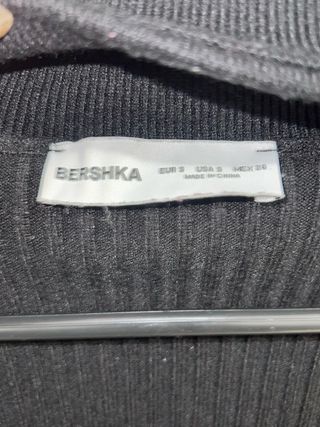 BERSHKA
EUR S USA S MEX 26
MADE IN CHINA